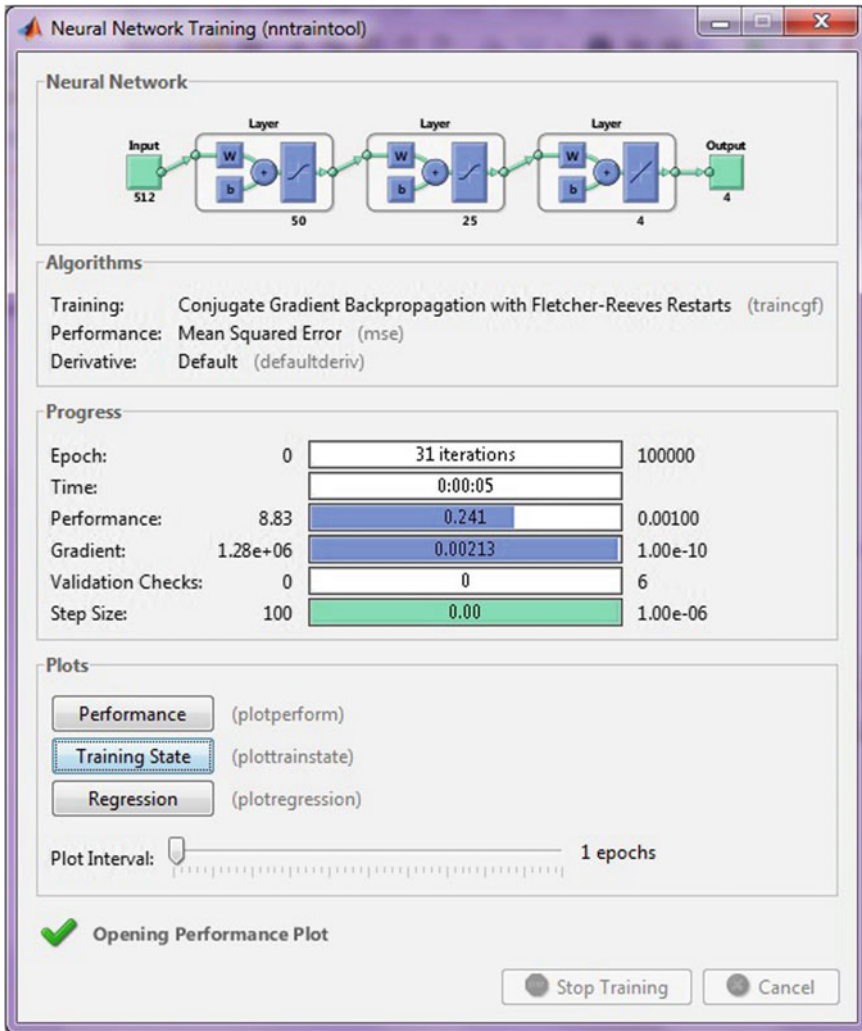 Neural Network Training (nntraintool)
Neural Network
Layer Layer Layer
Input Output
W W W
b b b
+ + +
512 50 25 4 4
Algorithms
Training: Conjugate Gradient Backpropagation with Fletcher-Reeves Restarts (traincgf)
Performance: Mean Squared Error (mse)
Derivative: Default (defaultderiv)
Progress
Epoch: 0 31 iterations 100000
Time: 0:00:05
Performance: 8.83 0.241 0.00100
Gradient: 1.28e+06 0.00213 1.00e-10
Validation Checks: 0 0 6
Step Size: 100 0.00 1.00e-06
Plots
Performance (plotperform)
Training State (plottrainstate)
Regression (plotregression)
Plot Interval: 1 epochs
Opening Performance Plot
Stop Training Cancel